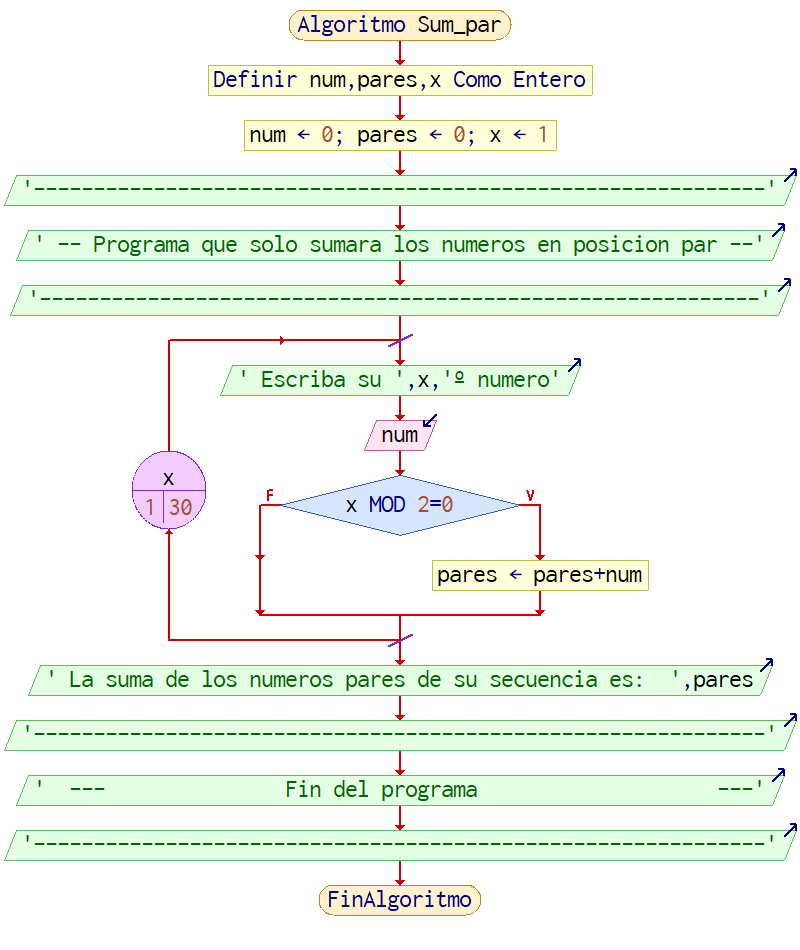 Algoritmo Sum_par
Definir num,pares,x Como Entero
num ← 0; pares ← 0; x ← 1
'-------------------------------------------------------------'
' -- Programa que solo sumara los numeros en posicion par --'
'------------------------------------------------------------'
' Escriba su ',x,'º numero'
num
x
1 30
F
x MOD 2=0
V
pares ← pares+num
' La suma de los numeros pares de su secuencia es:  ',pares
'-------------------------------------------------------------'
'  ---               Fin del programa                    ---'
'-------------------------------------------------------------'
FinAlgoritmo